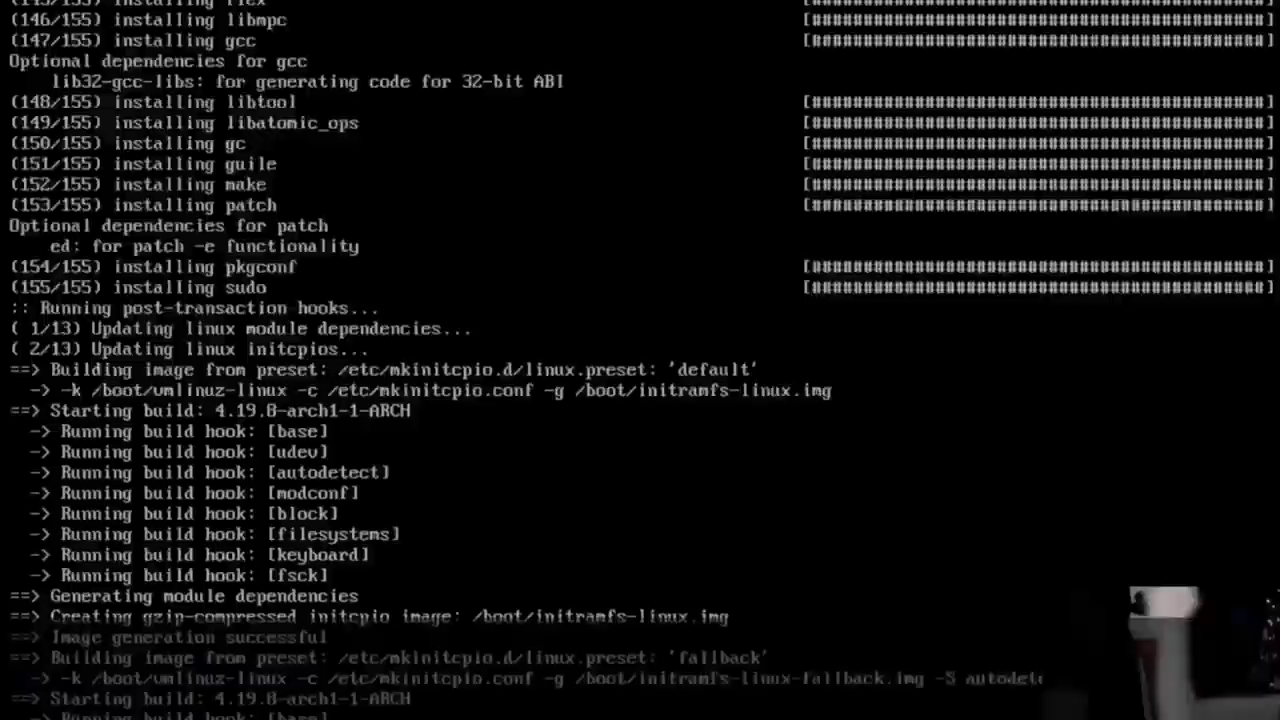 (145/155) installing flex [######################################]
(146/155) installing libmpc [######################################]
(147/155) installing gcc [######################################]
Optional dependencies for gcc
lib32-gcc-libs: for generating code for 32-bit ABI
(148/155) installing libtool [######################################]
(149/155) installing libatomic_ops [######################################]
(150/155) installing gc [######################################]
(151/155) installing guile [######################################]
(152/155) installing make [######################################]
(153/155) installing patch [######################################]
Optional dependencies for patch
ed: for patch -e functionality
(154/155) installing pkgconf [######################################]
(155/155) installing sudo [######################################]
:: Running post-transaction hooks...
( 1/13) Updating linux module dependencies...
( 2/13) Updating linux initcpios...
==> Building image from preset: /etc/mkinitcpio.d/linux.preset: 'default'
-> -k /boot/vmlinuz-linux -c /etc/mkinitcpio.conf -g /boot/initramfs-linux.img
==> Starting build: 4.19.8-arch1-1-ARCH
-> Running build hook: [base]
-> Running build hook: [udev]
-> Running build hook: [autodetect]
-> Running build hook: [modconf]
-> Running build hook: [block]
-> Running build hook: [filesystems]
-> Running build hook: [keyboard]
-> Running build hook: [fsck]
==> Generating module dependencies
==> Creating gzip-compressed initcpio image: /boot/initramfs-linux.img
==> Image generation successful
==> Building image from preset: /etc/mkinitcpio.d/linux.preset: 'fallback'
-> -k /boot/vmlinuz-linux -c /etc/mkinitcpio.conf -g /boot/initramfs-linux-fallback.img -S autodete
==> Starting build: 4.19.8-arch1-1-ARCH
-> Running build hook: [base]